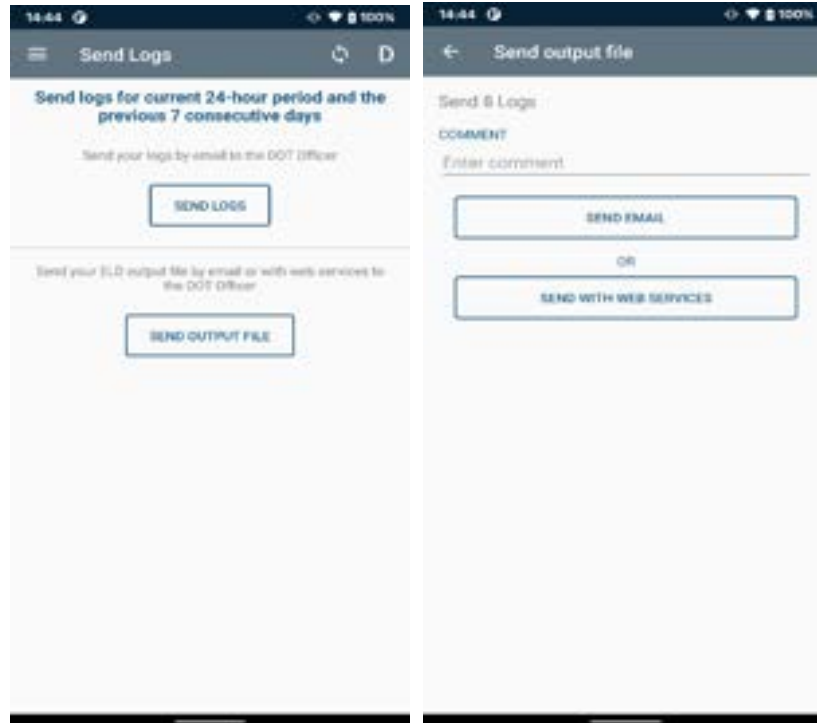 14:44 100%
Send Logs D
Send logs for current 24-hour period and the
previous 7 consecutive days
Send your logs by email to the DOT Officer
SEND LOGS
Send your ELD output file by email or with web services to
the DOT Officer
SEND OUTPUT FILE
14:44 100%
Send output file
Send 8 Logs
COMMENT
Enter comment
SEND EMAIL
OR
SEND WITH WEB SERVICES